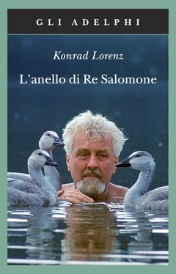 GLI ADELPHI
Konrad Lorenz
L'anello di Re Salomone